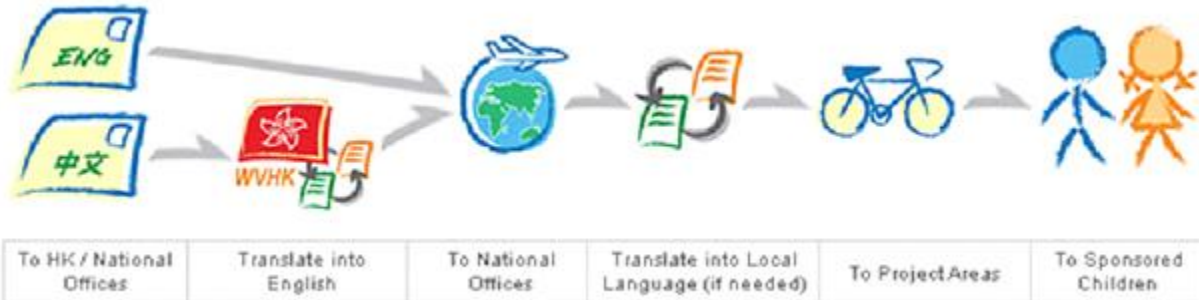 ENG
中文
WVHK
To HK / National
Offices
Translate into
English
To National
Offices
Translate into Local
Language (if needed)
To Project Areas
To Sponsored
Children